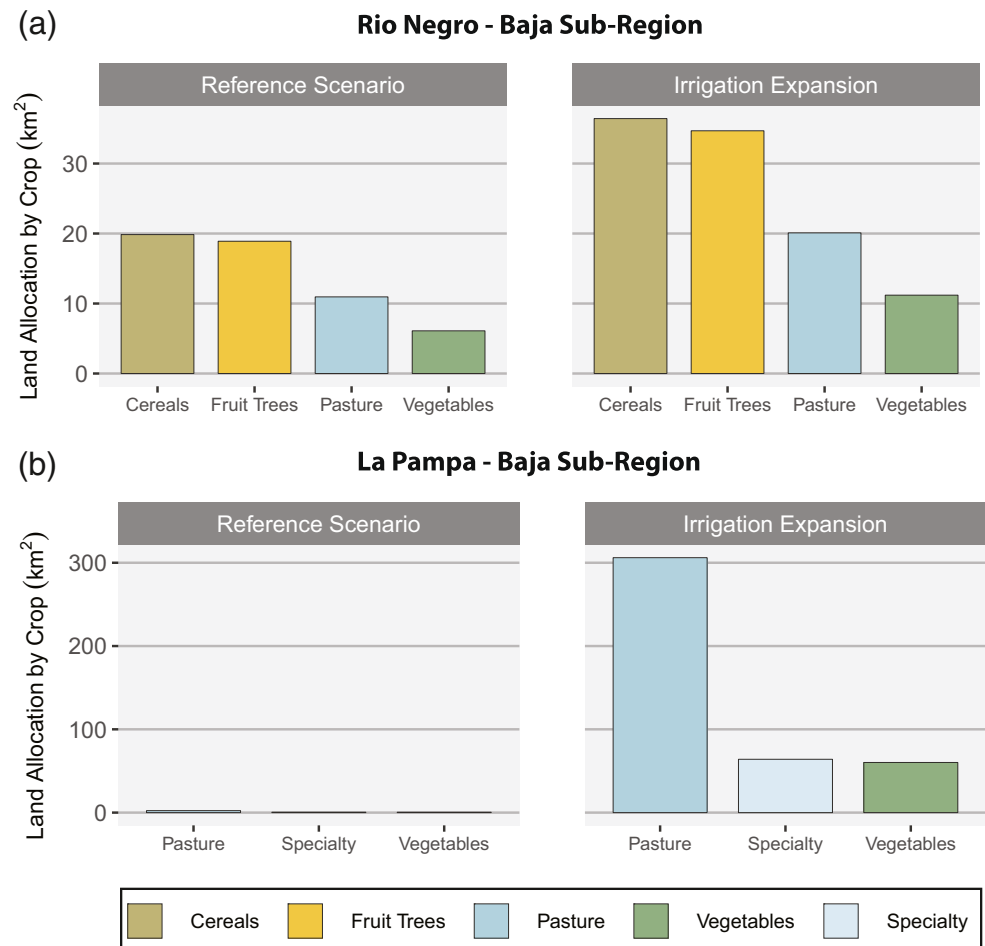 (a)
Rio Negro - Baja Sub-Region
Reference Scenario
Irrigation Expansion
Land Allocation by Crop (km²)
30
20
10
0
Cereals Fruit Trees Pasture Vegetables
Cereals Fruit Trees Pasture Vegetables
(b)
La Pampa - Baja Sub-Region
Reference Scenario
Irrigation Expansion
Land Allocation by Crop (km²)
300
200
100
0
Pasture Specialty Vegetables
Pasture Specialty Vegetables
Cereals Fruit Trees Pasture Vegetables Specialty